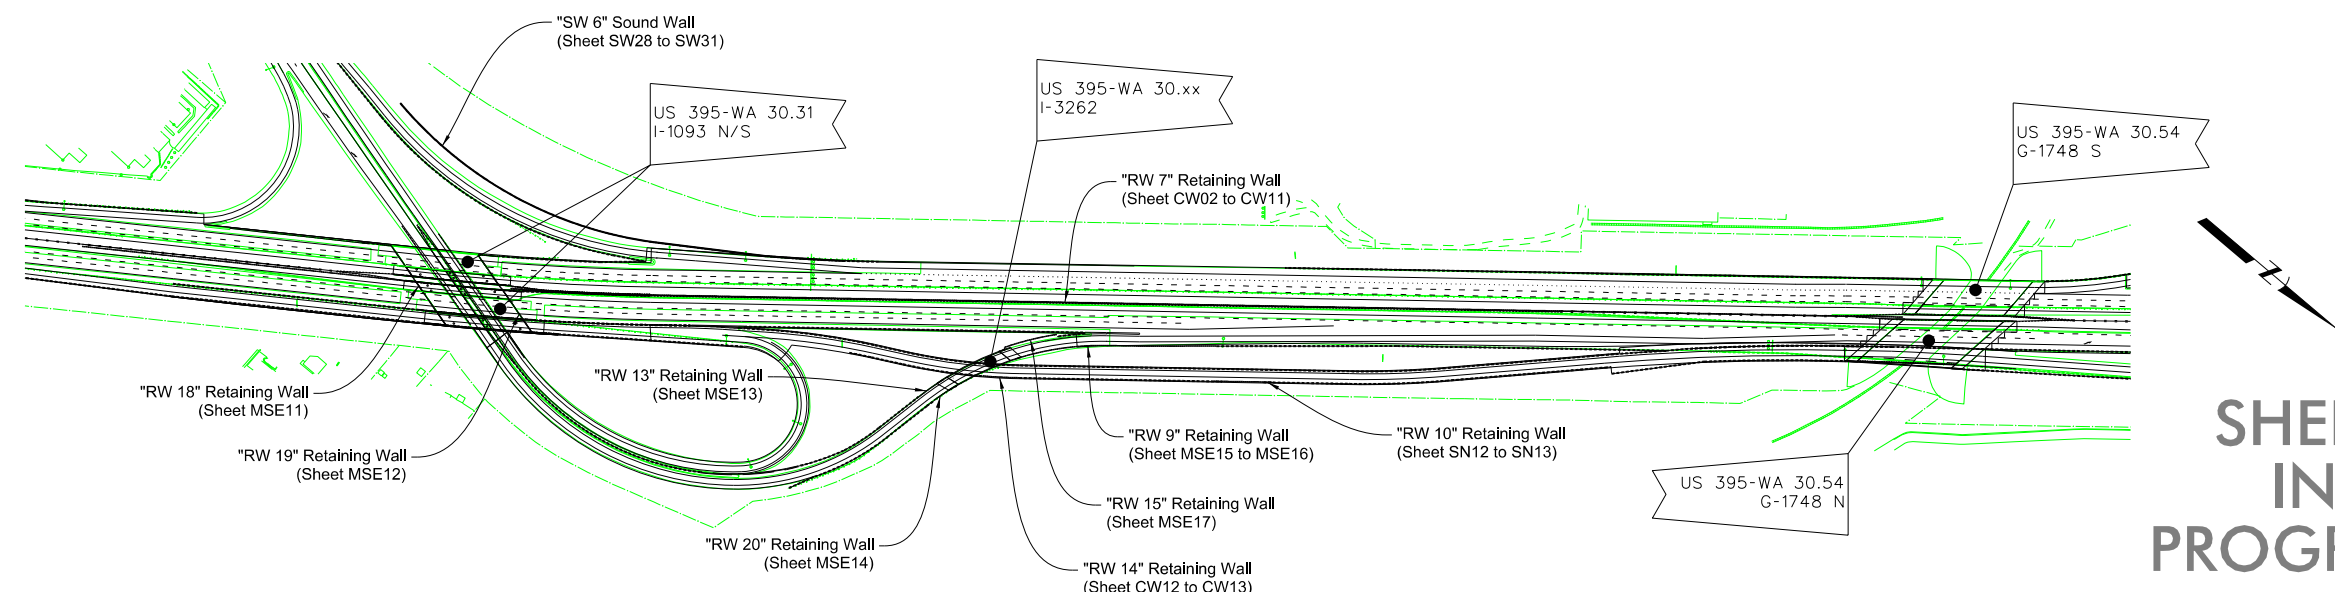 "SW 6" Sound Wall
(Sheet SW28 to SW31)
US 395-WA 30.31
I-1093 N/S
US 395-WA 30.xx
I-3262
US 395-WA 30.54
G-1748 S
"RW 7" Retaining Wall
(Sheet CW02 to CW11)
"RW 18" Retaining Wall
(Sheet MSE11)
"RW 13" Retaining Wall
(Sheet MSE13)
"RW 19" Retaining Wall
(Sheet MSE12)
"RW 9" Retaining Wall
(Sheet MSE15 to MSE16)
"RW 10" Retaining Wall
(Sheet SN12 to SN13)
US 395-WA 30.54
G-1748 N
"RW 15" Retaining Wall
(Sheet MSE17)
"RW 20" Retaining Wall
(Sheet MSE14)
"RW 14" Retaining Wall
(Sheet CW12 to CW13)
N
IN